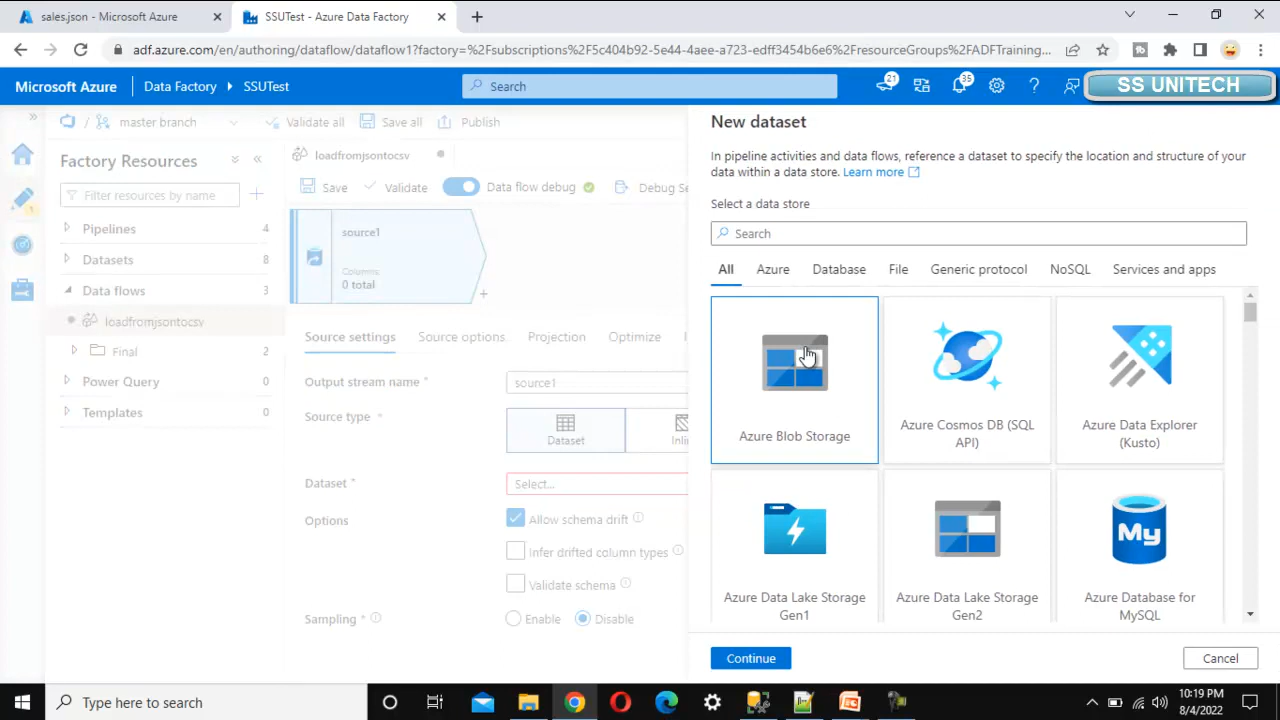 sales.json - Microsoft Azure
SSUTest - Azure Data Factory
adf.azure.com/en/authoring/dataflow/dataflow1?factory=%2Fsubscriptions%2F5c404b92-5e44-4aee-a723-edff3454b6e6%2FresourceGroups%2FADFTraining...
Microsoft Azure
Data Factory
SSUTest
Search
21
35
SS UNITECH
master branch
Validate all
Save all
Publish
Factory Resources
Filter resources by name
Pipelines
4
Datasets
8
Data flows
3
loadfromjsontocsv
Final
2
Power Query
0
Templates
0
loadfromjsontocsv
Save
Validate
Data flow debug
Debug Se
source1
Columns
0 total
Source settings
Source options
Projection
Optimize
Output stream name *
source1
Source type *
Dataset
Inli
Dataset *
Select...
Options
Allow schema drift
Infer drifted column types
Validate schema
Sampling *
Enable
Disable
New dataset
In pipeline activities and data flows, reference a dataset to specify the location and structure of your
data within a data store. Learn more
Select a data store
Search
All
Azure
Database
File
Generic protocol
NoSQL
Services and apps
Azure Blob Storage
Azure Cosmos DB (SQL
API)
Azure Data Explorer
(Kusto)
Azure Data Lake Storage
Gen1
Azure Data Lake Storage
Gen2
My
Azure Database for
MySQL
Continue
Cancel
Type here to search
10:19 PM
8/4/2022